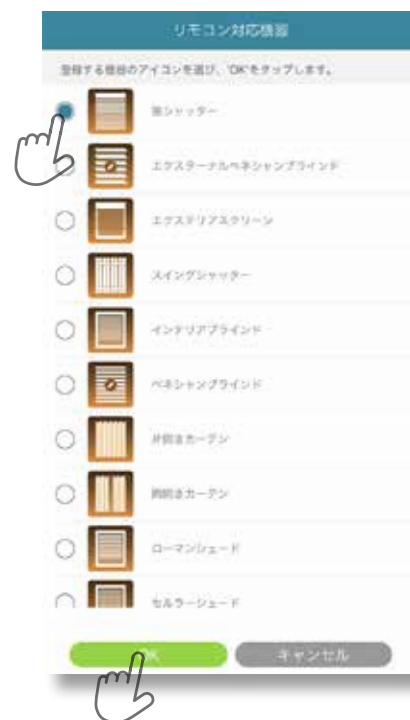 リモコン対応機器
登録する機器のアイコンを選び、"OK"をタップします。
窓シャッター
エクスターナルベネシャンブラインド
エクステリアスクリーン
スイングシャッター
インテリアブラインド
ベネシャンブラインド
片開きカーテン
両開きカーテン
ローマンシェード
セルラーシェード
OK
キャンセル